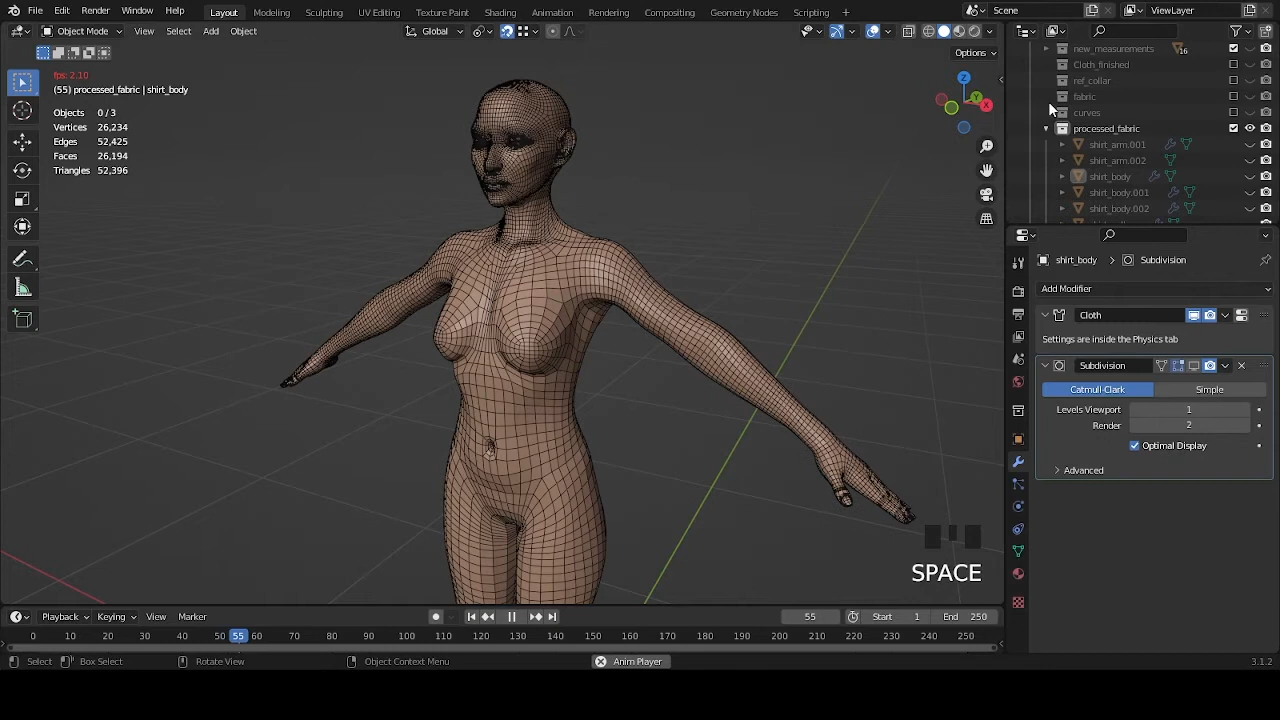 File Edit Render Window Help Layout Modeling Sculpting UV Editing Texture Paint Shading Animation Rendering Compositing Geometry Nodes Scripting + Scene ViewLayer
Object Mode View Select Add Object Global
Options
fps: 2.10
(55) processed_fabric | shirt_body
Objects 0 / 3
Vertices 26,234
Edges 52,425
Faces 26,194
Triangles 52,396
Z
Y
X
new_measurements 16
Cloth_finished
ref_collar
fabric
curves
processed_fabric
shirt_arm.001
shirt_arm.002
shirt_body
shirt_body.001
shirt_body.002
shirt_body > Subdivision
Add Modifier
Cloth
Settings are inside the Physics tab
Subdivision
Catmull-Clark Simple
Levels Viewport 1
Render 2
Optimal Display
Advanced
SPACE
Playback Keying View Marker 55 Start 1 End 250
0 10 20 30 40 50 55 60 70 80 90 100 110 120 130 140 150 160 170 180 190 200 210 220 230 240 250
Select Box Select Rotate View Object Context Menu Anim Player 3.1.2